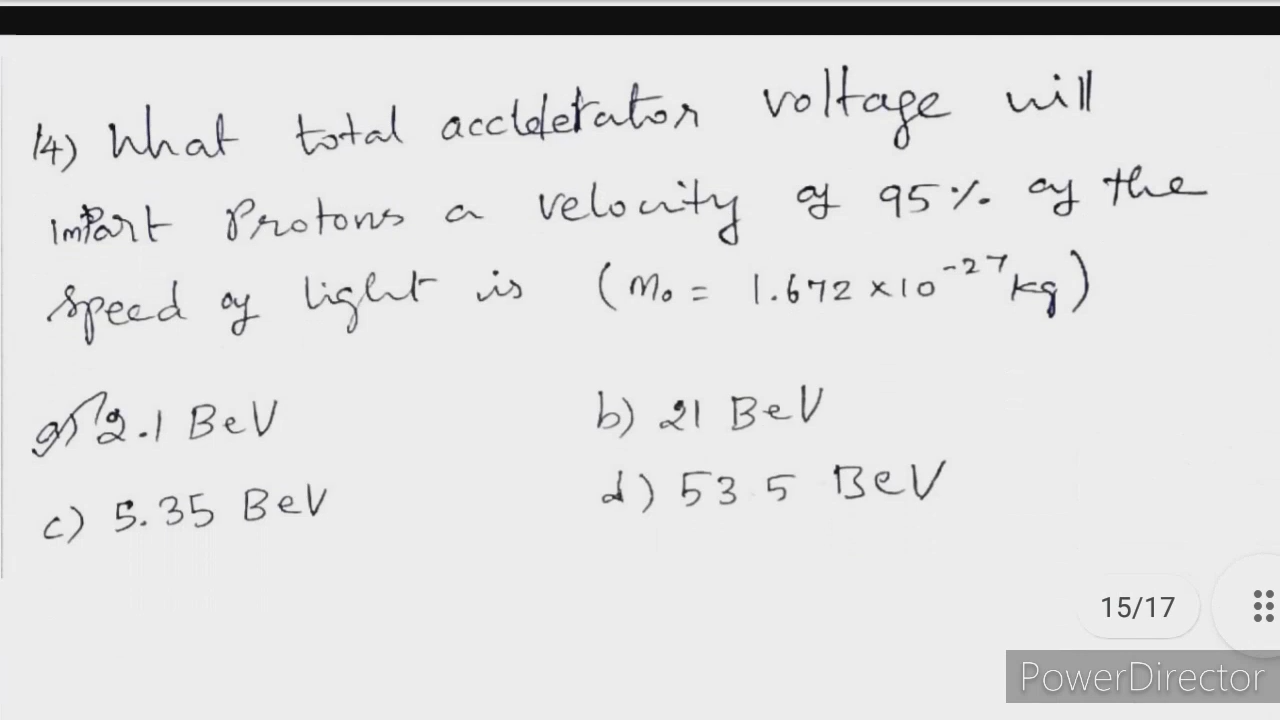 14) What total accleterator voltage will
impart Protons a velocity of 95% of the
speed of light is (m₀ = 1.672 ×10⁻²⁷ kg)
a) 2.1 BeV b) 21 BeV
c) 5.35 BeV d) 53.5 BeV
15/17
PowerDirector